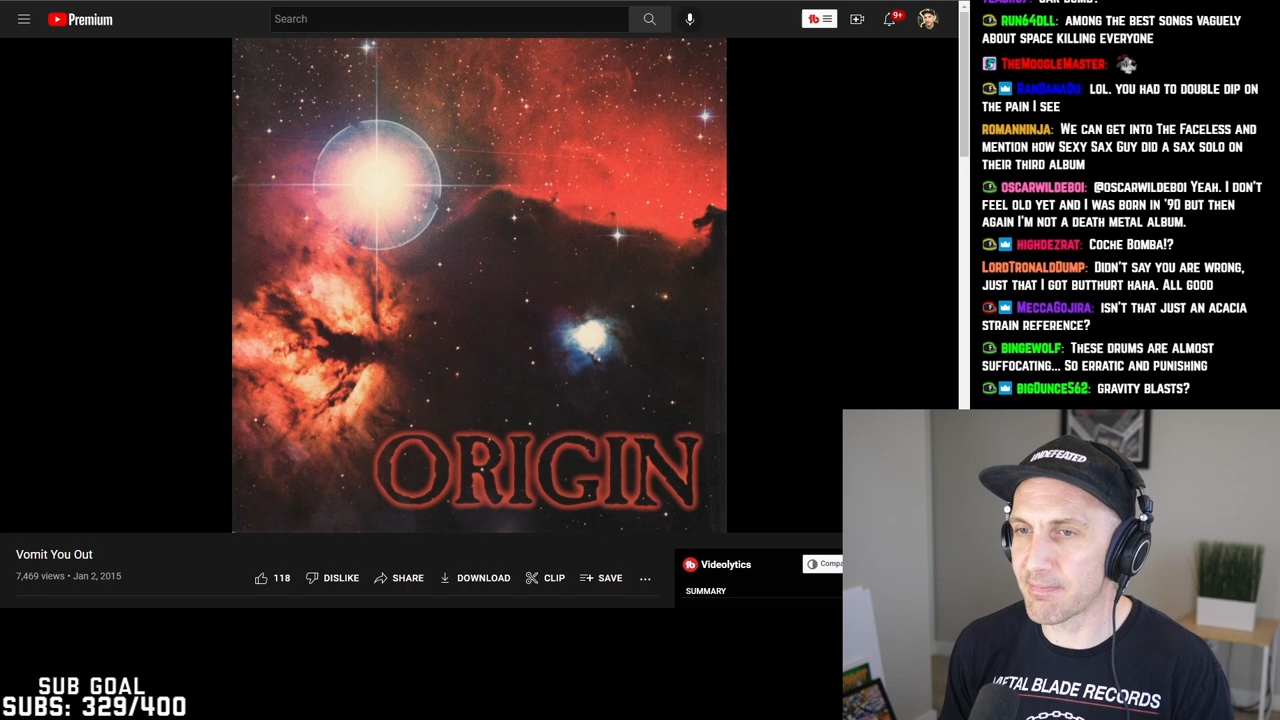 Premium
Search
9+
ORIGIN
Vomit You Out
7,469 views • Jan 2, 2015
118
DISLIKE
SHARE
DOWNLOAD
CLIP
SAVE
Videolytics
SUMMARY
SUB GOAL
SUBS: 329/400
RUN64DLL: AMONG THE BEST SONGS VAGUELY
ABOUT SPACE KILLING EVERYONE
THEMOOGLEMASTER:
RANDANADU: LOL. YOU HAD TO DOUBLE DIP ON
THE PAIN I SEE
ROMANNINJA: WE CAN GET INTO THE FACELESS AND
MENTION HOW SEXY SAX GUY DID A SAX SOLO ON
THEIR THIRD ALBUM
OSCARWILDEBOI: @OSCARWILDEBOI YEAH. I DON'T
FEEL OLD YET AND I WAS BORN IN '90 BUT THEN
AGAIN I'M NOT A DEATH METAL ALBUM.
HIGHDEZRAT: COCHE BOMBA!?
LORDTRONALDDUMP: DIDN'T SAY YOU ARE WRONG,
JUST THAT I GOT BUTTHURT HAHA. ALL GOOD
MECCAGOJIRA: ISN'T THAT JUST AN ACACIA
STRAIN REFERENCE?
BINGEWOLF: THESE DRUMS ARE ALMOST
SUFFOCATING... SO ERRATIC AND PUNISHING
BIGOUNCE562: GRAVITY BLASTS?
UNDEFEATED
METAL BLADE RECORDS